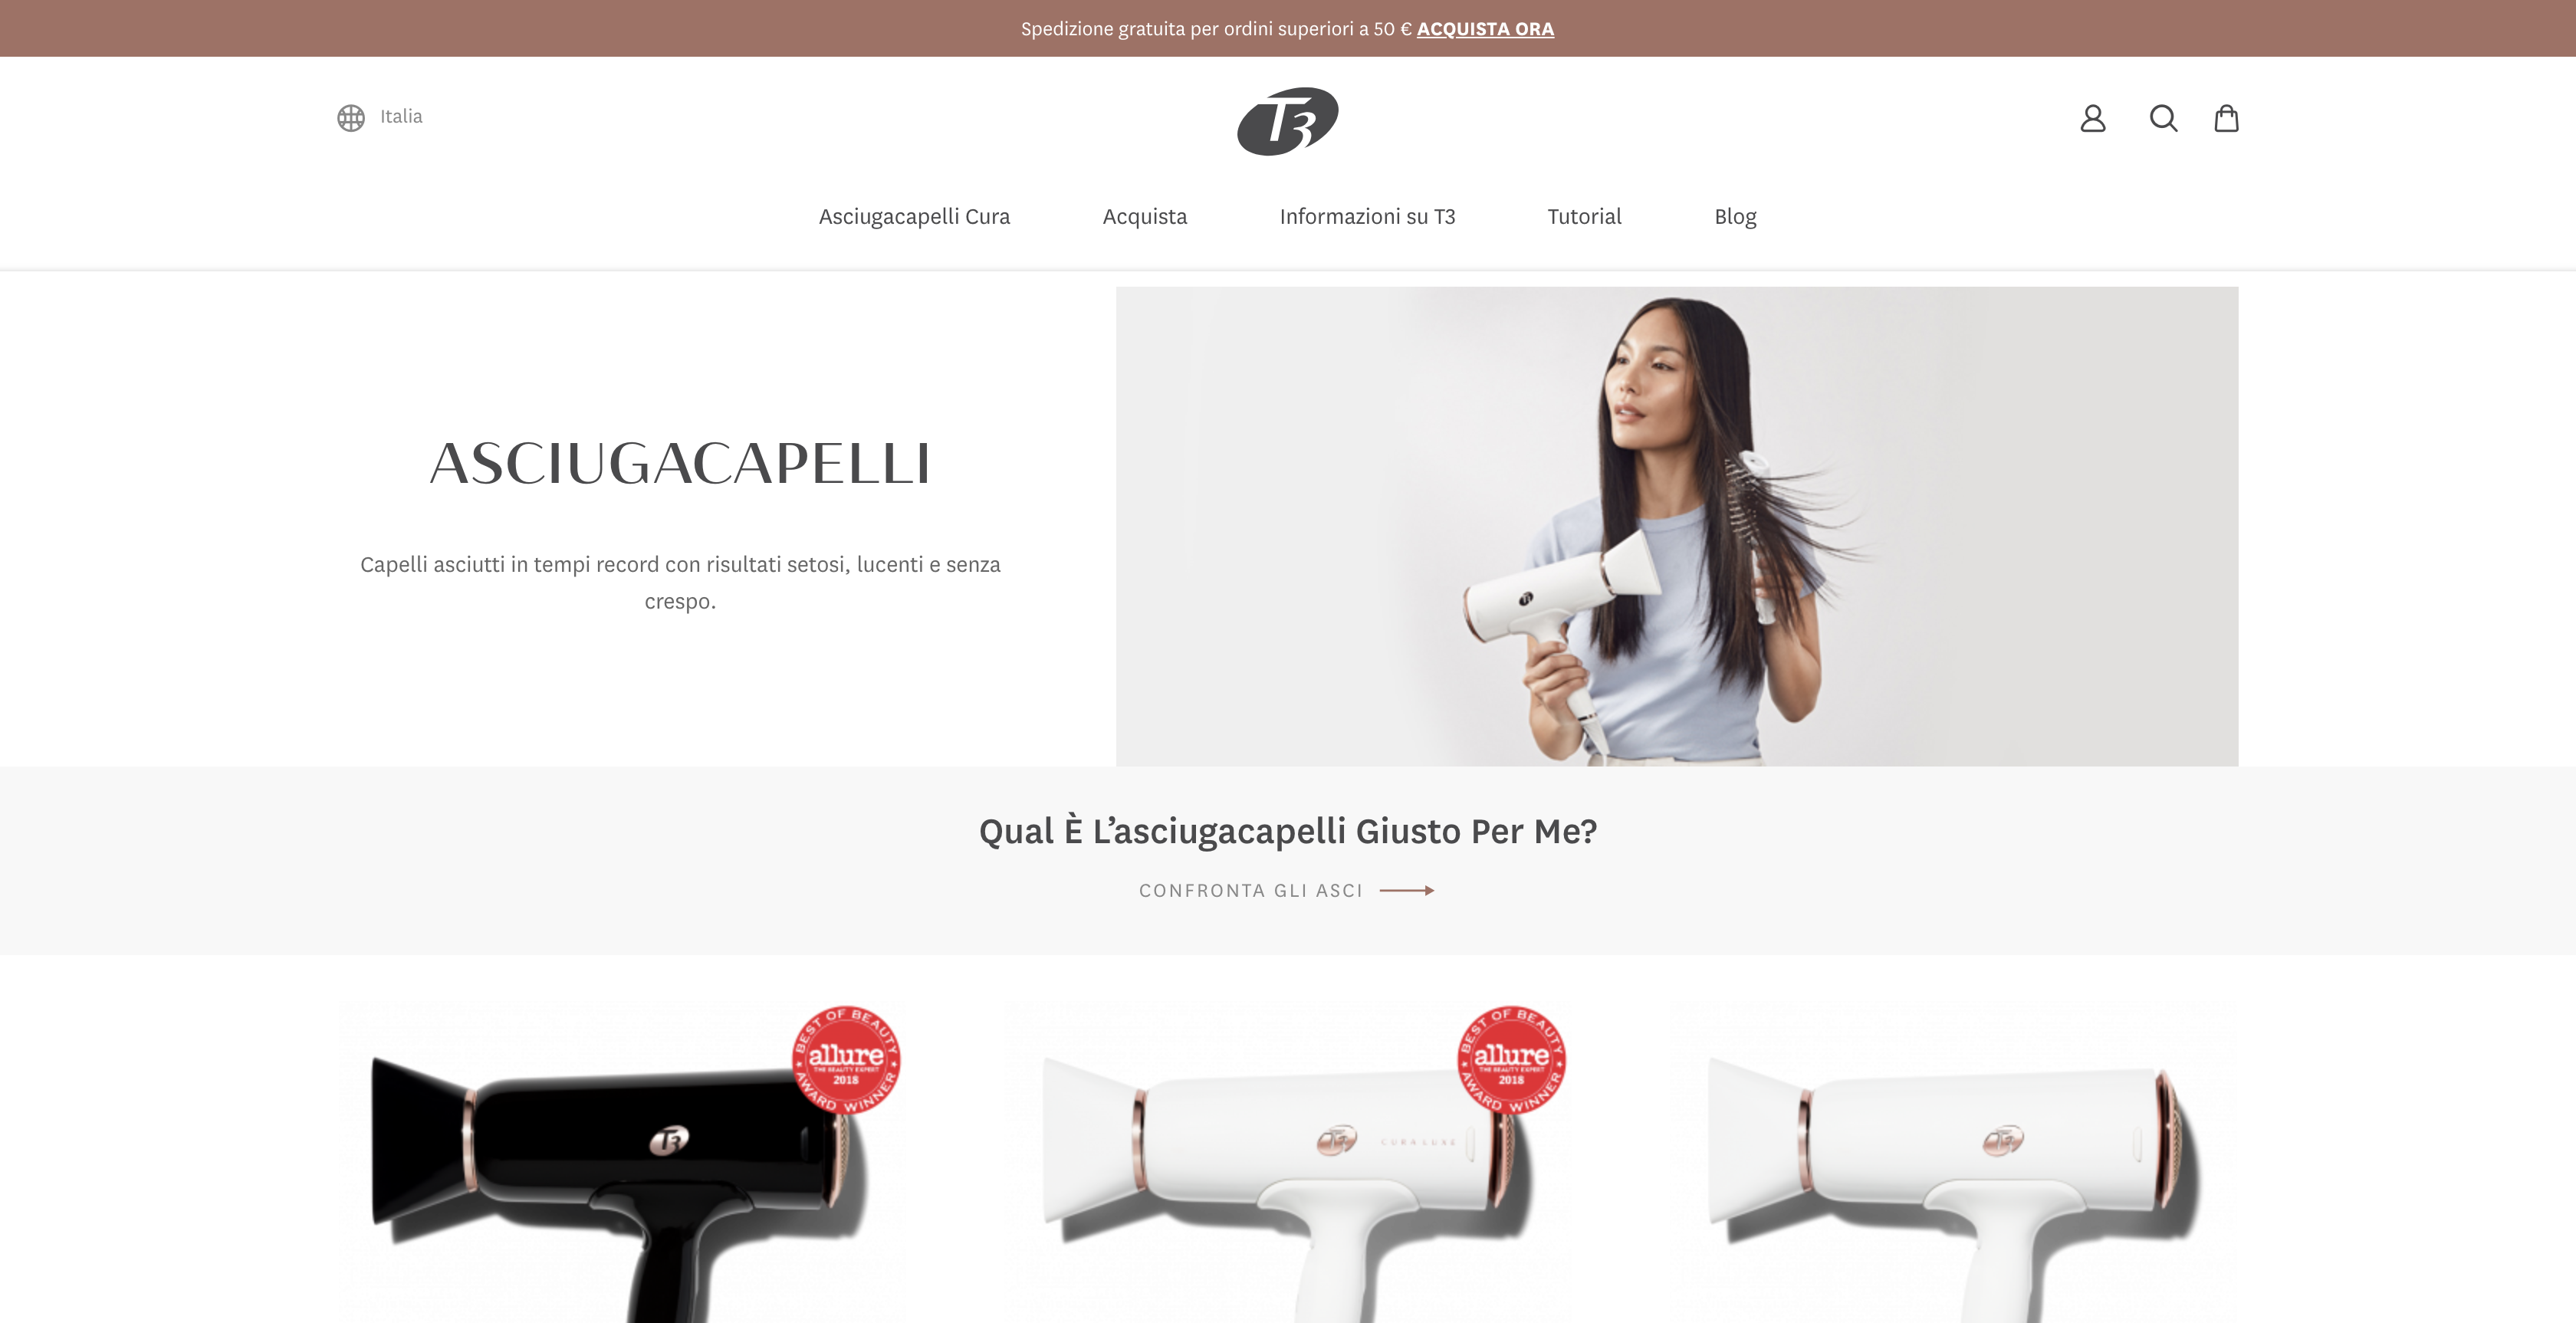 Spedizione gratuita per ordini superiori a 50 € ACQUISTA ORA
Italia
T3
Asciugacapelli Cura
Acquista
Informazioni su T3
Tutorial
Blog
ASCIUGACAPELLI
Capelli asciutti in tempi record con risultati setosi, lucenti e senza
crespo.
T3
Qual È L’asciugacapelli Giusto Per Me?
CONFRONTA GLI ASCI
BEST OF BEAUTY
allure
THE BEAUTY EXPERT
2018
AWARD WINNER
T3
BEST OF BEAUTY
allure
THE BEAUTY EXPERT
2018
AWARD WINNER
T3
CURA LUXE
T3